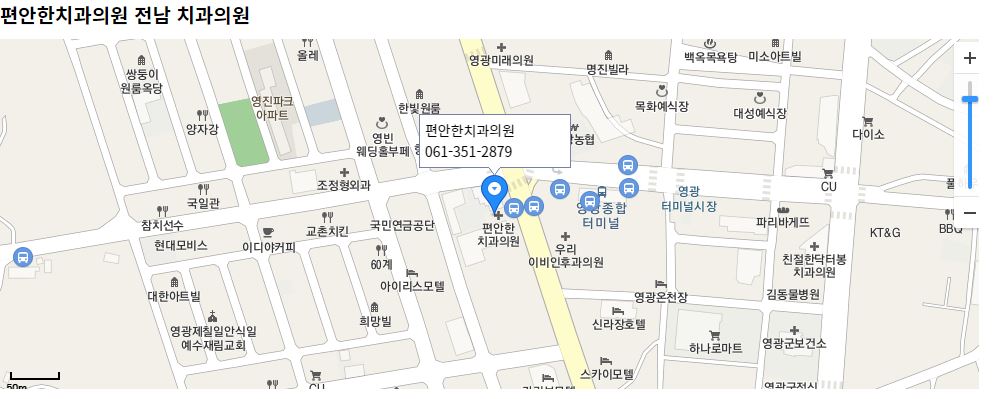 편안한치과의원 전남 치과의원
올레
영광미래의원
백옥목욕탕
미소아트빌
쌍둥이
원룸옥당
명진빌라
영진파크
아파트
한빛원룸
목화예식장
대성예식장
양자강
영빈
웨딩홀부페
편안한치과의원
061-351-2879
농협
다이소
조정형외과
CU
국일관
영광
터미널시장
영광종합
터미널
참치선수
교촌치킨
국민연금공단
편안한
치과의원
파리바게뜨
KT&G
BBQ
현대모비스
이디야커피
우리
이비인후과의원
60계
친절한닥터봉
치과의원
아이리스모텔
대한아트빌
영광온천장
김동물병원
희망빌
신라장호텔
영광제칠일안식일
예수재림교회
하나로마트
영광군보건소
스카이모텔
50m
CU